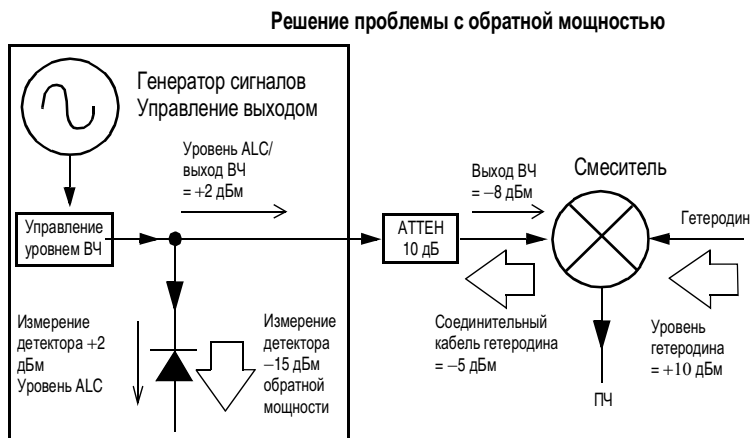 Решение проблемы с обратной мощностью
Генератор сигналов
Управление выходом
Уровень ALC/
выход ВЧ
= +2 дБм
Выход ВЧ
= −8 дБм
Смеситель
Управление
уровнем ВЧ
АТТЕН
10 дБ
Гетеродин
Измерение
детектора +2
дБм
Уровень ALC
Измерение
детектора
−15 дБм
обратной
мощности
Соединительный
кабель гетеродина
= −5 дБм
Уровень
гетеродина
= +10 дБм
ПЧ